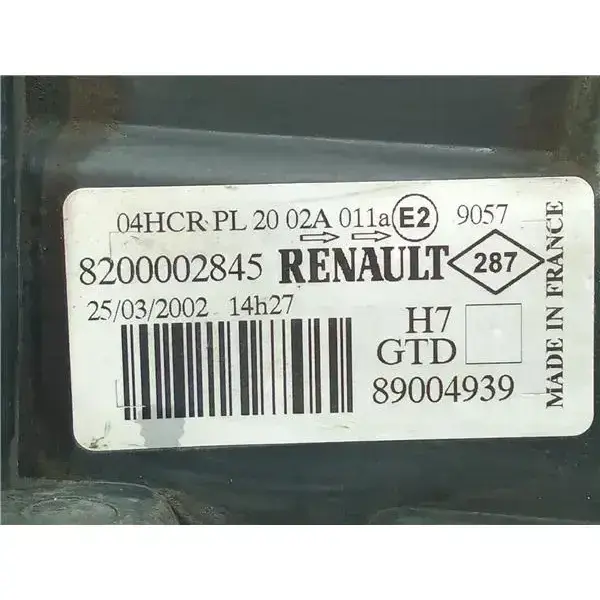 04HCR PL 20 02A 011a E2 9057
8200002845 RENAULT 287
25/03/2002 14h27
H7
GTD
89004939
MADE IN FRANCE